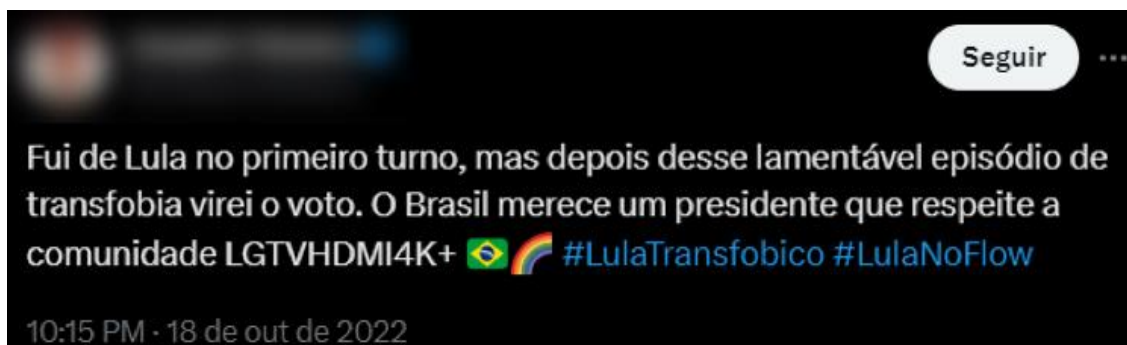 Seguir
Fui de Lula no primeiro turno, mas depois desse lamentável episódio de
transfobia virei o voto. O Brasil merece um presidente que respeite a
comunidade LGTVHDMI4K+ 🇧🇷🌈 #LulaTransfobico #LulaNoFlow
10:15 PM · 18 de out de 2022